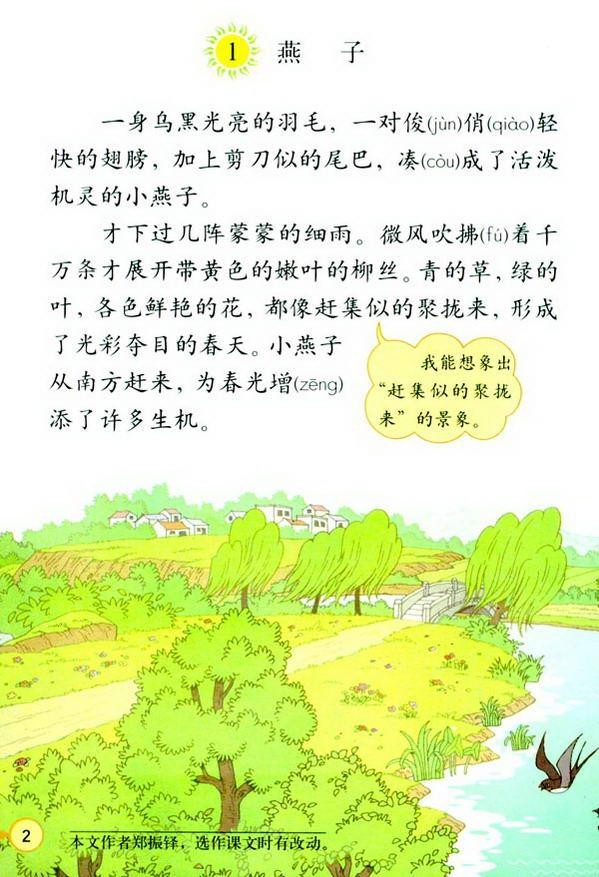 1 燕 子
一身乌黑光亮的羽毛，一对俊(jùn)俏(qiào)轻
快的翅膀，加上剪刀似的尾巴，凑(còu)成了活泼
机灵的小燕子。
才下过几阵蒙蒙的细雨。微风吹拂(fú)着千
万条才展开带黄色的嫩叶的柳丝。青的草，绿的
叶，各色鲜艳的花，都像赶集似的聚拢来，形成
了光彩夺目的春天。小燕子
从南方赶来，为春光增(zēng)
添了许多生机。
我能想象出
“赶集似的聚拢
来”的景象。
2
本文作者郑振铎，选作课文时有改动。